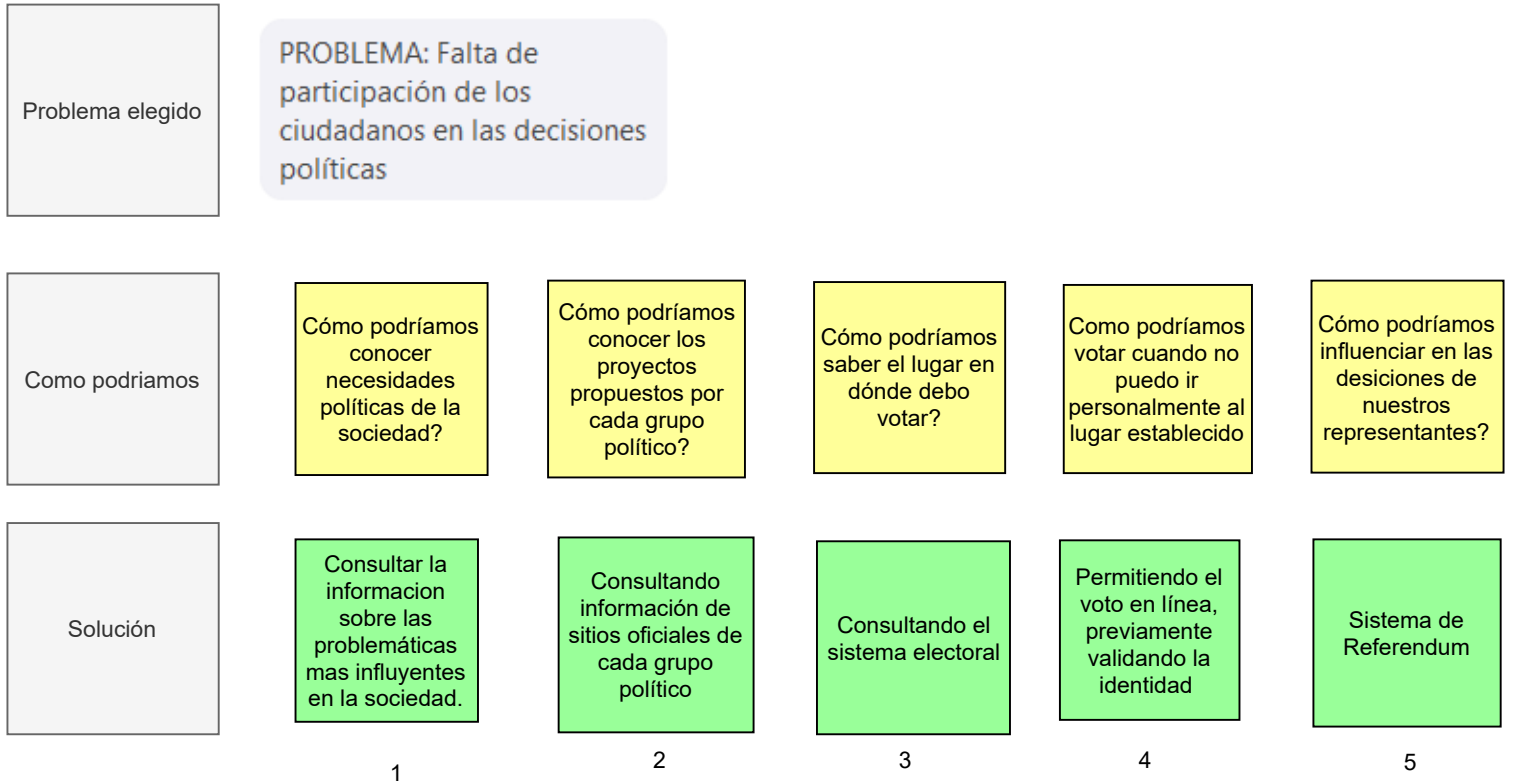 Problema elegido
PROBLEMA: Falta de
participación de los
ciudadanos en las decisiones
políticas
Como podriamos
Cómo podríamos
conocer
necesidades
políticas de la
sociedad?
Cómo podríamos
conocer los
proyectos
propuestos por
cada grupo
político?
Cómo podríamos
saber el lugar en
dónde debo
votar?
Como podríamos
votar cuando no
puedo ir
personalmente al
lugar establecido
Cómo podríamos
influenciar en las
desiciones de
nuestros
representantes?
Solución
Consultar la
informacion
sobre las
problemáticas
mas influyentes
en la sociedad.
Consultando
información de
sitios oficiales de
cada grupo
político
Consultando el
sistema electoral
Permitiendo el
voto en línea,
previamente
validando la
identidad
Sistema de
Referendum
1
2
3
4
5